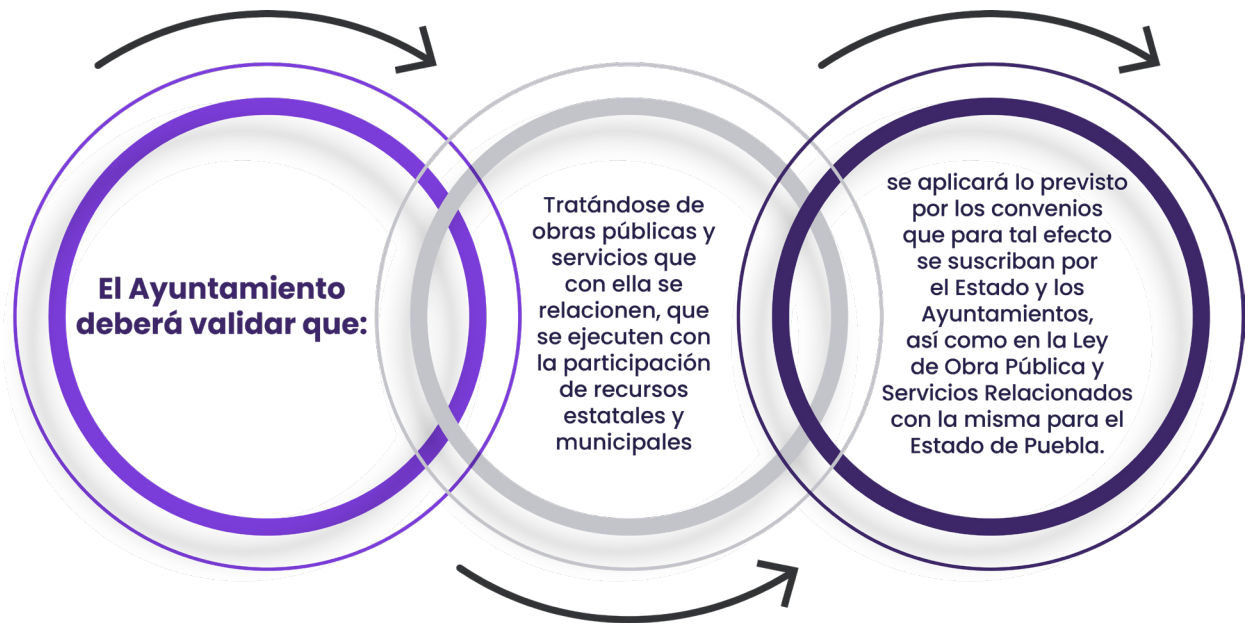 El Ayuntamiento
deberá validar que:
Tratándose de
obras públicas y
servicios que
con ella se
relacionen, que
se ejecuten con
la participación
de recursos
estatales y
municipales
se aplicará lo previsto
por los convenios
que para tal efecto
se suscriban por
el Estado y los
Ayuntamientos,
así como en la Ley
de Obra Pública y
Servicios Relacionados
con la misma para el
Estado de Puebla.